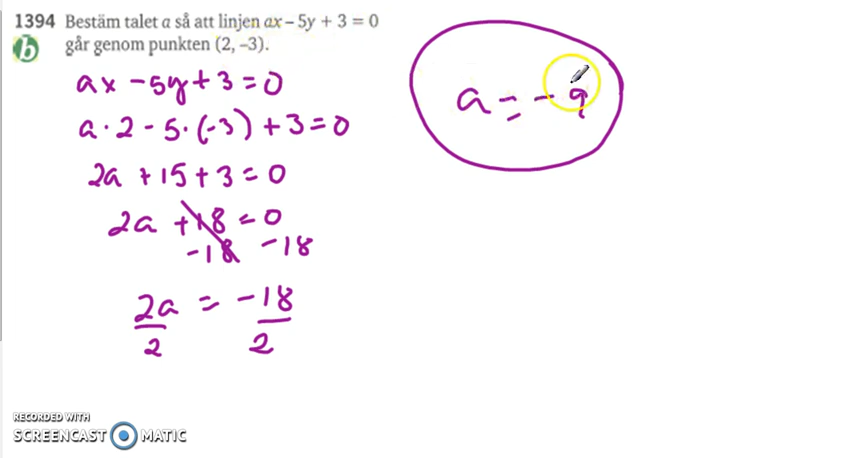 1394 Bestäm talet a så att linjen ax – 5y + 3 = 0
b går genom punkten (2, –3).
ax - 5y + 3 = 0
a · 2 - 5 · (-3) + 3 = 0
2a + 15 + 3 = 0
2a + 18 = 0
-18 -18
2a = -18
2 2
a = -9
RECORDED WITH
SCREENCAST MATIC